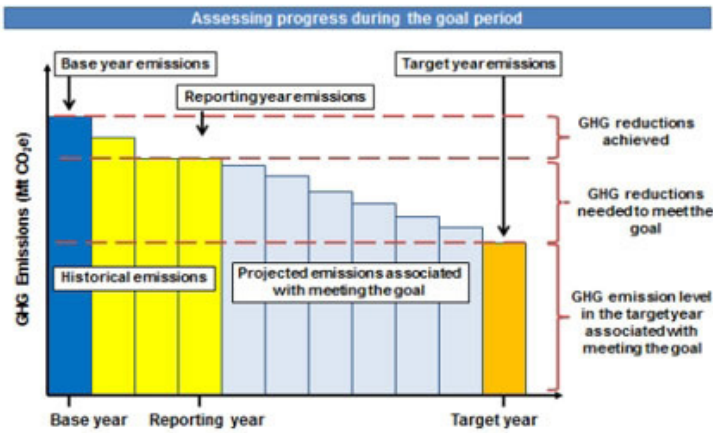 Assessing progress during the goal period
Base year emissions
Target year emissions
Reporting year emissions
GHG reductions
achieved
GHG reductions
needed to meet the
goal
Historical emissions
Projected emissions associated
with meeting the goal
GHG emission level
in the target year
associated with
meeting the goal
GHG Emissions (Mt CO₂e)
Base year
Reporting year
Target year